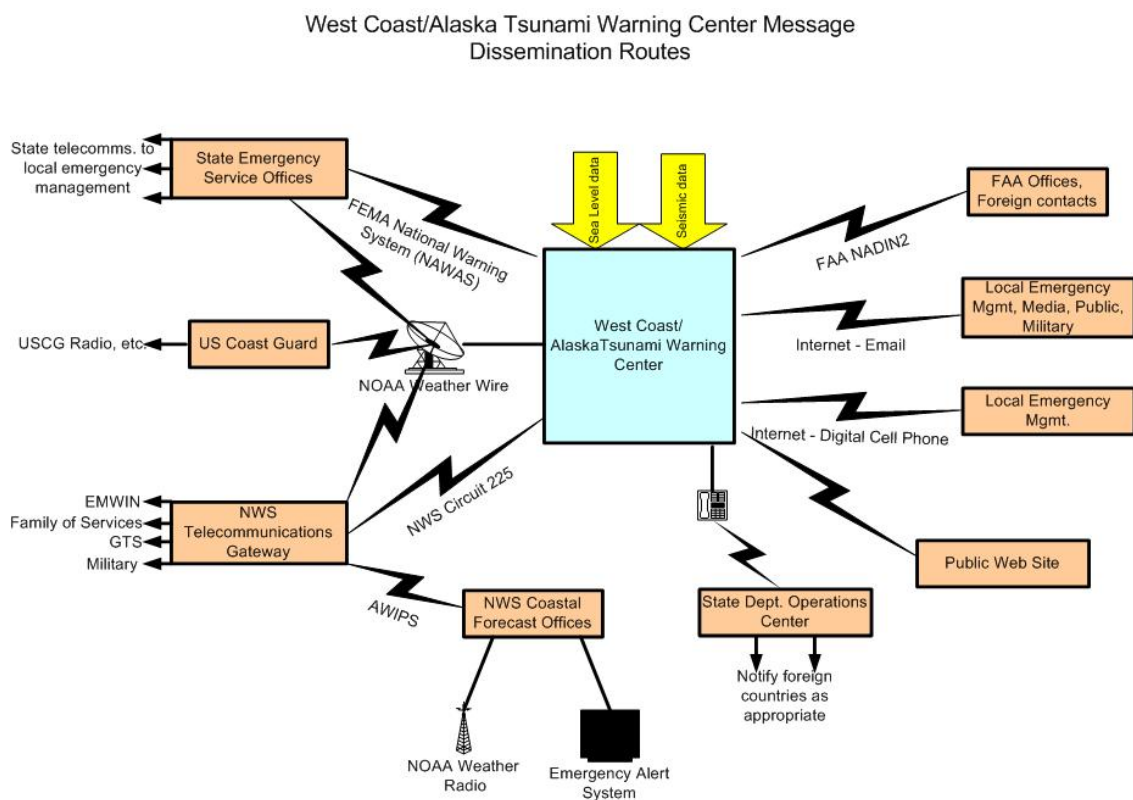 West Coast/Alaska Tsunami Warning Center Message
Dissemination Routes
State telecomms. to
local emergency
management
State Emergency
Service Offices
FEMA National Warning
System (NAWAS)
Sea Level data
Seismic data
FAA Offices,
Foreign contacts
FAA NADIN2
Local Emergency
Mgmt, Media, Public,
Military
Internet - Email
USCG Radio, etc.
US Coast Guard
NOAA Weather Wire
West Coast/
AlaskaTsunami Warning
Center
Local Emergency
Mgmt.
Internet - Digital Cell Phone
NWS Circuit 225
EMWIN
Family of Services
GTS
Military
NWS
Telecommunications
Gateway
AWIPS
NWS Coastal
Forecast Offices
Public Web Site
State Dept. Operations
Center
Notify foreign
countries as
appropriate
NOAA Weather
Radio
Emergency Alert
System